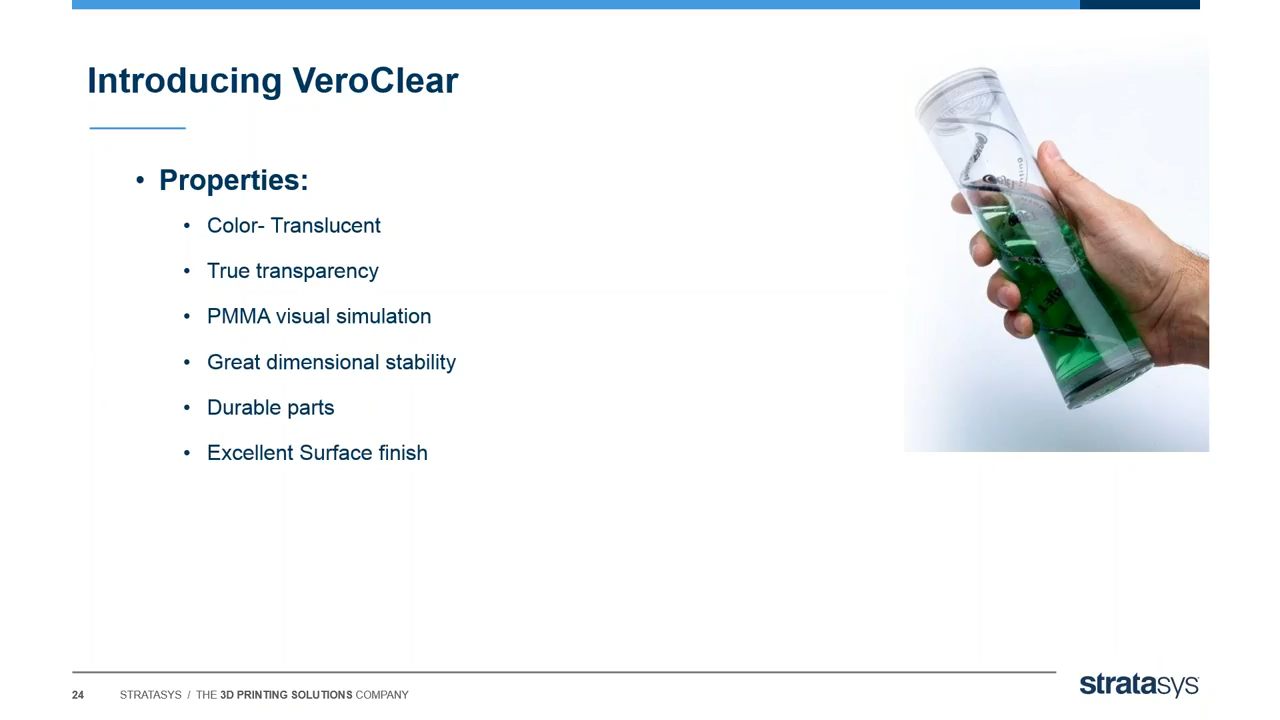 Introducing VeroClear
• Properties:
• Color- Translucent
• True transparency
• PMMA visual simulation
• Great dimensional stability
• Durable parts
• Excellent Surface finish
24 STRATASYS / THE 3D PRINTING SOLUTIONS COMPANY
stratasys